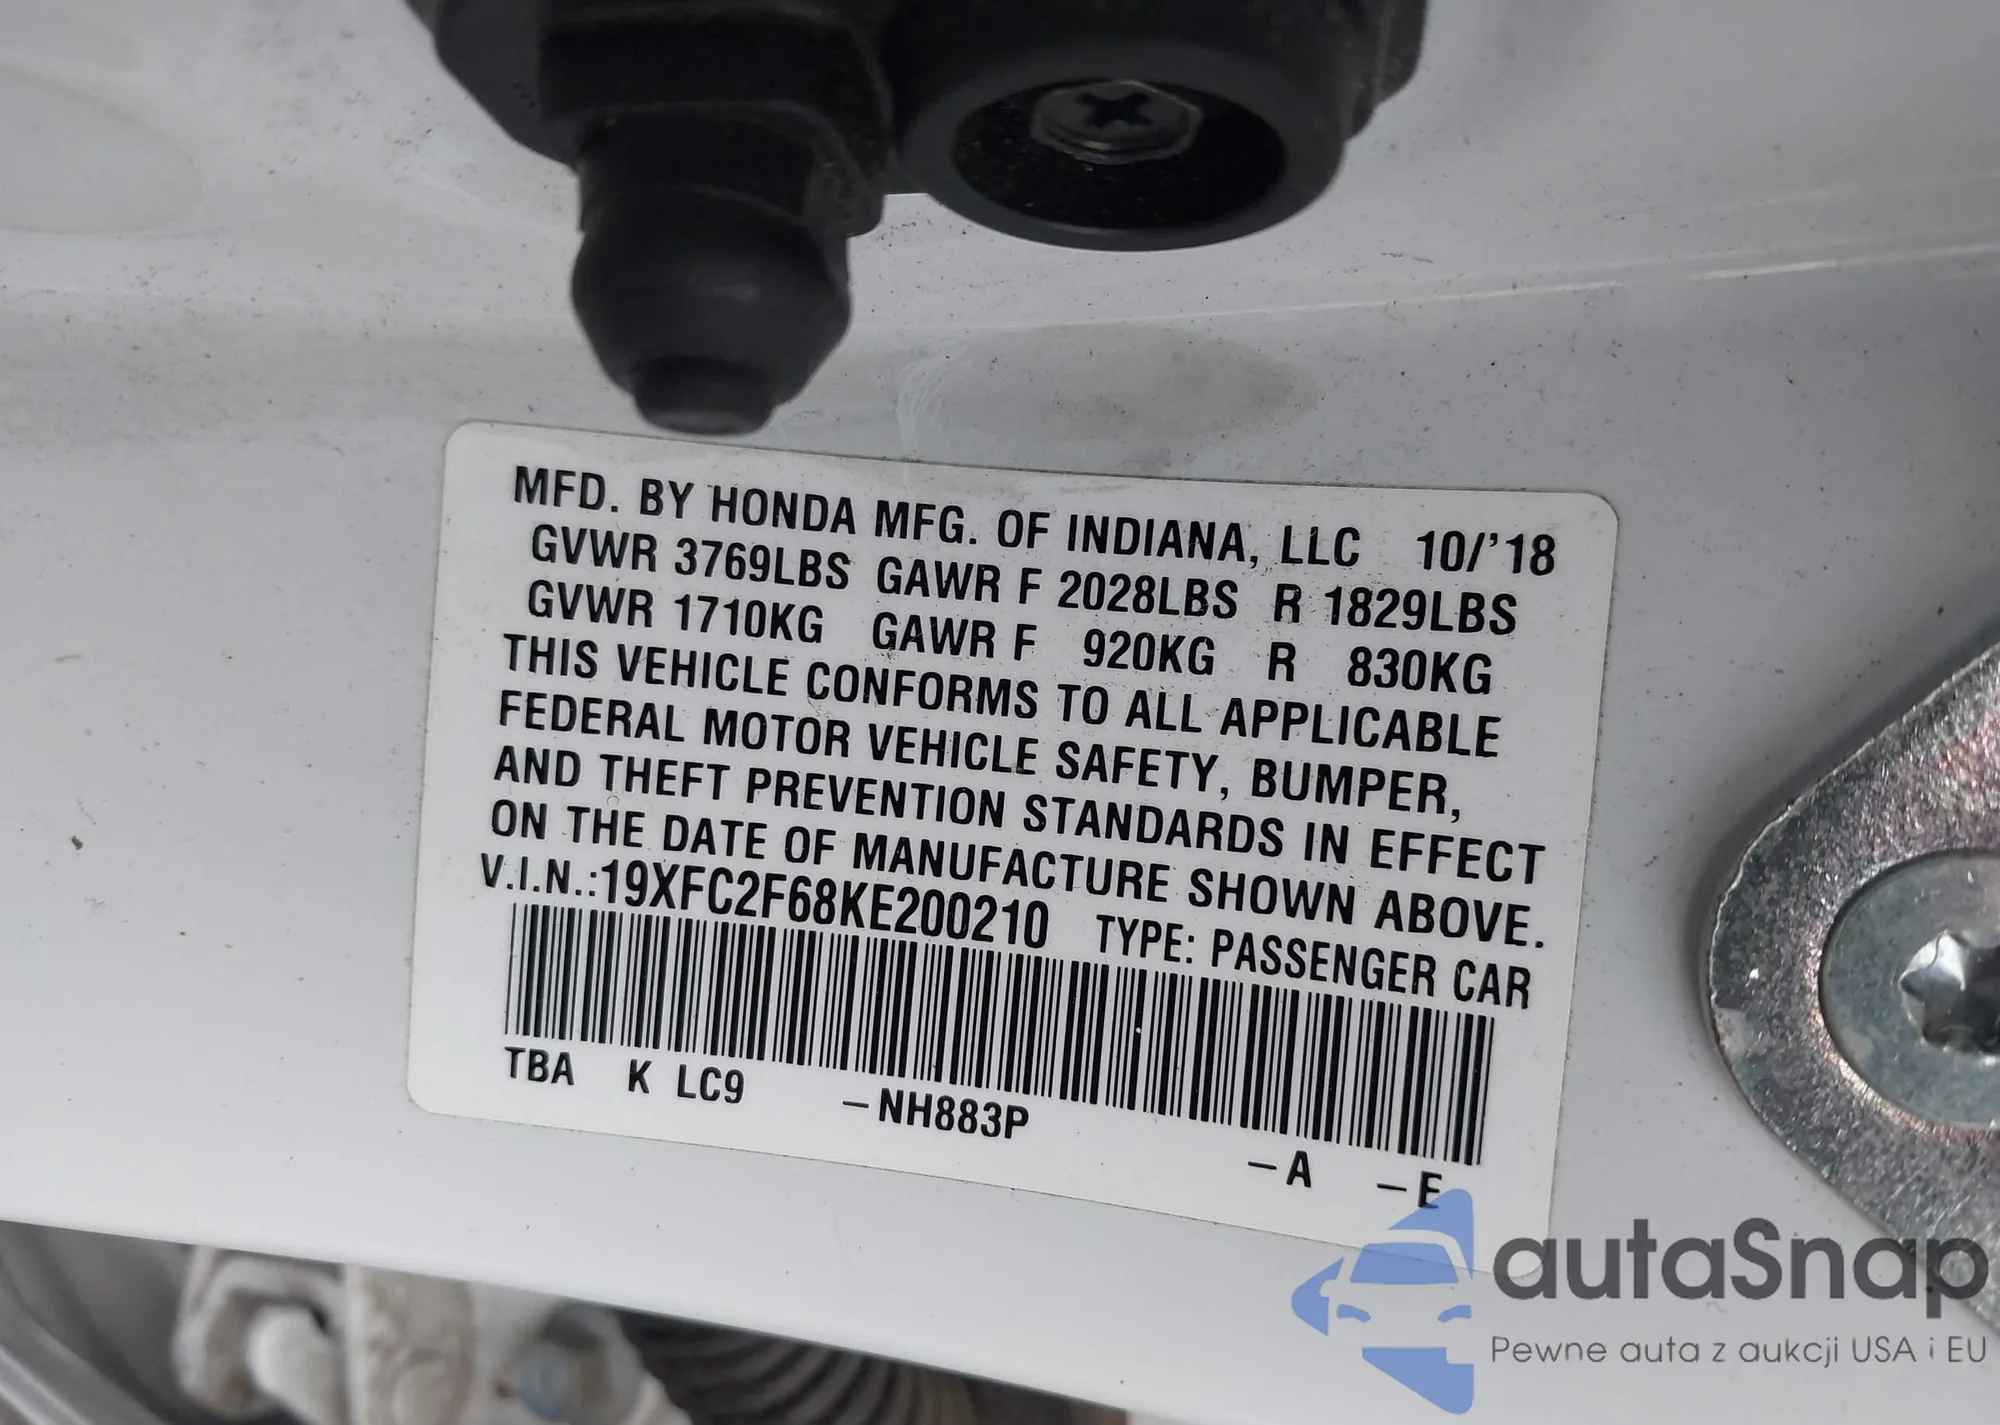 MFD. BY HONDA MFG. OF INDIANA, LLC 10/'18
GVWR 3769LBS GAWR F 2028LBS R 1829LBS
GVWR 1710KG GAWR F 920KG R 830KG
THIS VEHICLE CONFORMS TO ALL APPLICABLE
FEDERAL MOTOR VEHICLE SAFETY, BUMPER,
AND THEFT PREVENTION STANDARDS IN EFFECT
ON THE DATE OF MANUFACTURE SHOWN ABOVE.
V.I.N.:19XFC2F68KE200210 TYPE: PASSENGER CAR
TBA K LC9 –NH883P –A –E
autaSnap
Pewne auta z aukcji USA i EU